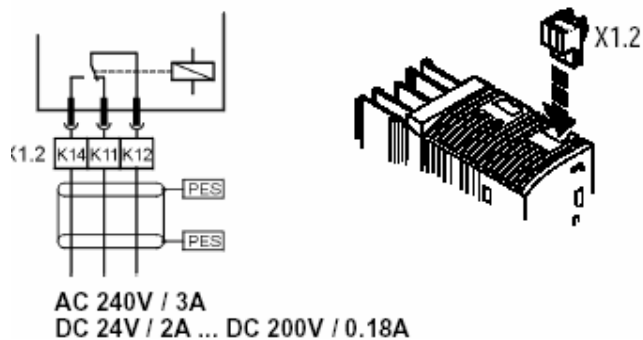 X1.2
X1.2 K14 K11 K12
PES
PES
AC 240V / 3A
DC 24V / 2A ... DC 200V / 0.18A